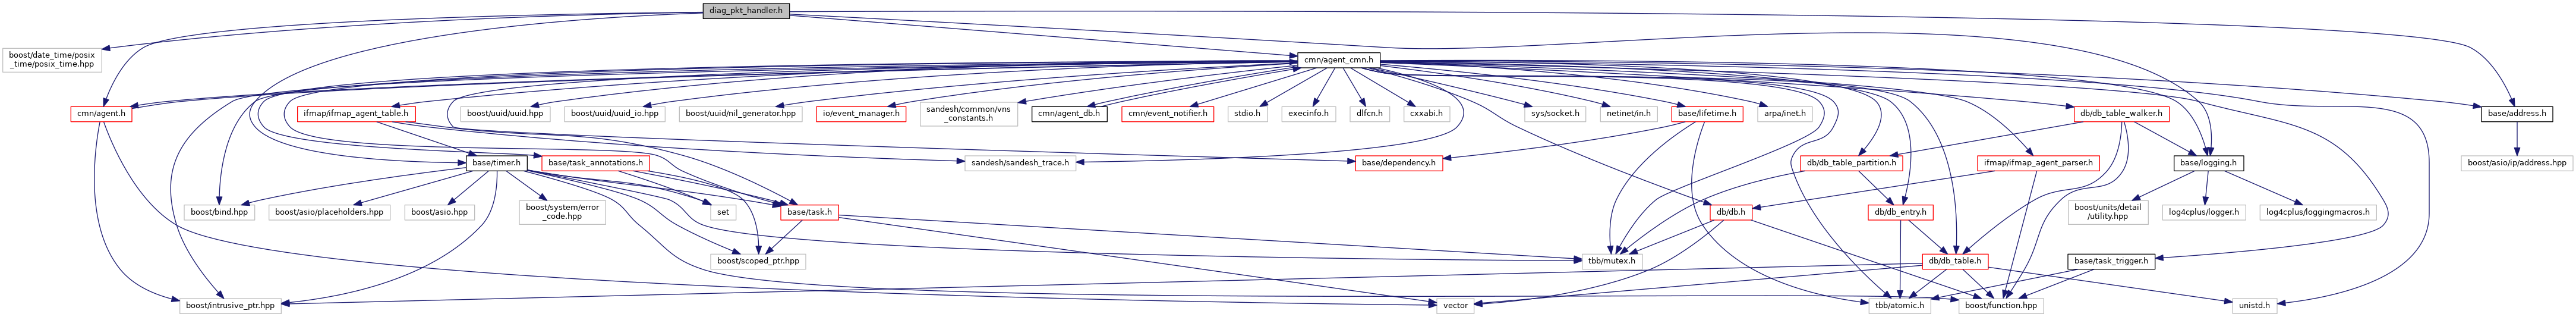 diag_pkt_handler.h
boost/date_time/posix
_time/posix_time.hpp
cmn/agent_cmn.h
cmn/agent.h
ifmap/ifmap_agent_table.h
boost/uuid/uuid.hpp
boost/uuid/uuid_io.hpp
boost/uuid/nil_generator.hpp
io/event_manager.h
sandesh/common/vns
_constants.h
cmn/agent_db.h
cmn/event_notifier.h
stdio.h
execinfo.h
dlfcn.h
cxxabi.h
sys/socket.h
netinet/in.h
base/lifetime.h
arpa/inet.h
db/db_table_walker.h
base/address.h
base/timer.h
base/task_annotations.h
sandesh/sandesh_trace.h
base/dependency.h
db/db_table_partition.h
ifmap/ifmap_agent_parser.h
base/logging.h
boost/asio/ip/address.hpp
boost/bind.hpp
boost/asio/placeholders.hpp
boost/asio.hpp
boost/system/error
_code.hpp
set
base/task.h
db/db.h
db/db_entry.h
boost/units/detail
/utility.hpp
log4cplus/logger.h
log4cplus/loggingmacros.h
boost/scoped_ptr.hpp
tbb/mutex.h
db/db_table.h
base/task_trigger.h
boost/intrusive_ptr.hpp
vector
tbb/atomic.h
boost/function.hpp
unistd.h